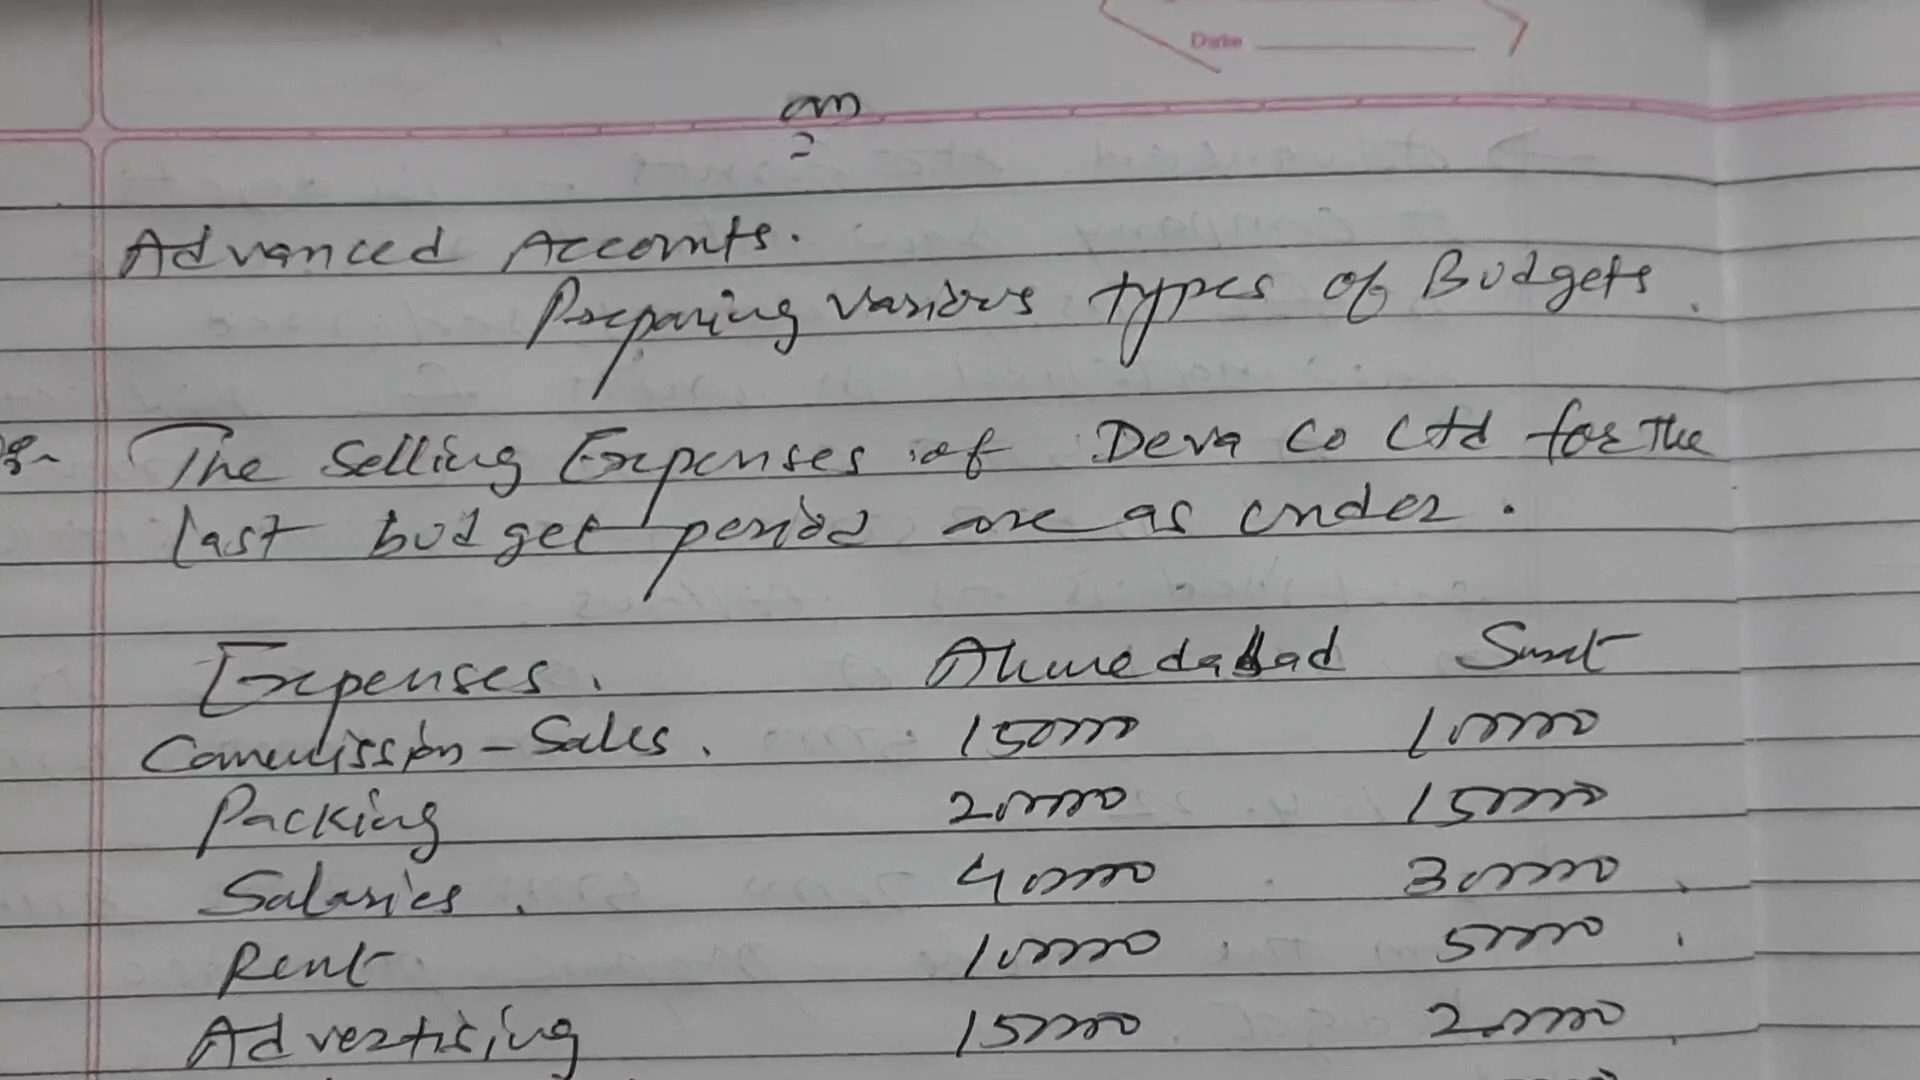 Date
Advanced Accounts.
Preparing various types of Budgets.
The Selling Expenses of Deva Co Ltd for the
last budget period are as under.
Expenses. Ahmedabad Surat
Commission - Sales. 15000 10000
Packing 20000 15000
Salaries. 40000 30000
Rent 10000 5000
Advertising 15000 20000